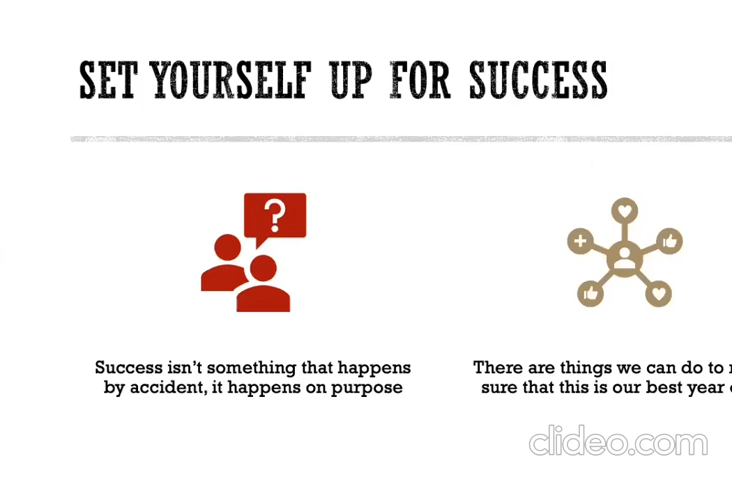 SET YOURSELF UP FOR SUCCESS
?
Success isn't something that happens
by accident, it happens on purpose
There are things we can do to
sure that this is our best year
clideo.com